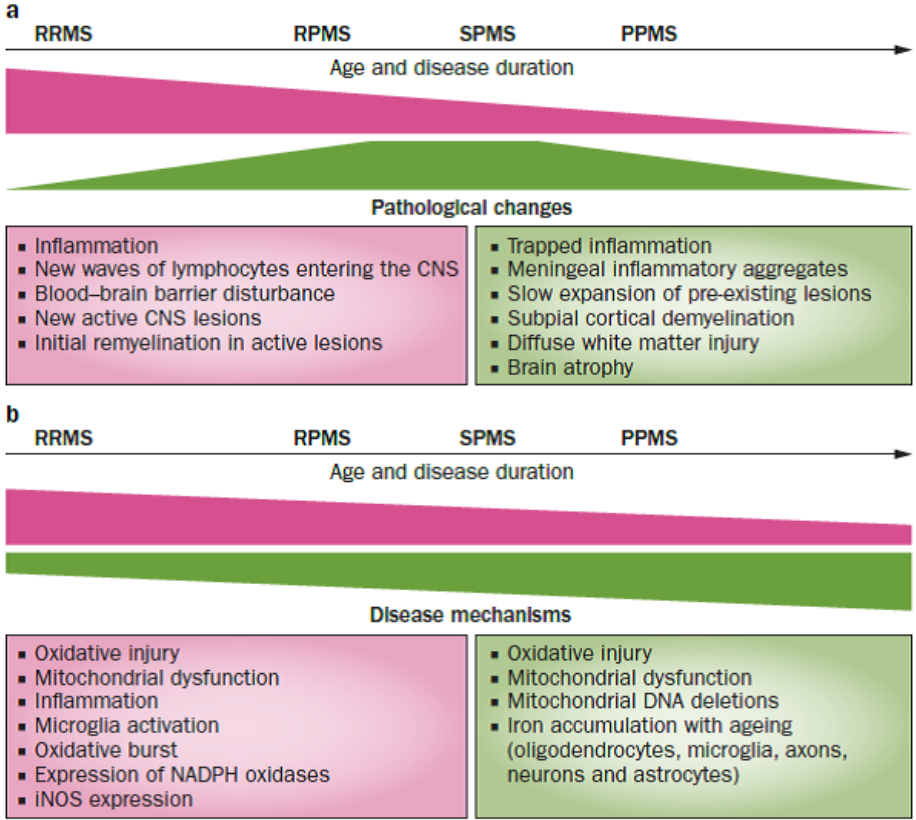 a
RRMS RPMS SPMS PPMS
Age and disease duration
Pathological changes
▪ Inflammation
▪ New waves of lymphocytes entering the CNS
▪ Blood–brain barrier disturbance
▪ New active CNS lesions
▪ Initial remyelination in active lesions
▪ Trapped inflammation
▪ Meningeal inflammatory aggregates
▪ Slow expansion of pre-existing lesions
▪ Subpial cortical demyelination
▪ Diffuse white matter injury
▪ Brain atrophy
b
RRMS RPMS SPMS PPMS
Age and disease duration
Disease mechanisms
▪ Oxidative injury
▪ Mitochondrial dysfunction
▪ Inflammation
▪ Microglia activation
▪ Oxidative burst
▪ Expression of NADPH oxidases
▪ iNOS expression
▪ Oxidative injury
▪ Mitochondrial dysfunction
▪ Mitochondrial DNA deletions
▪ Iron accumulation with ageing
(oligodendrocytes, microglia, axons,
neurons and astrocytes)